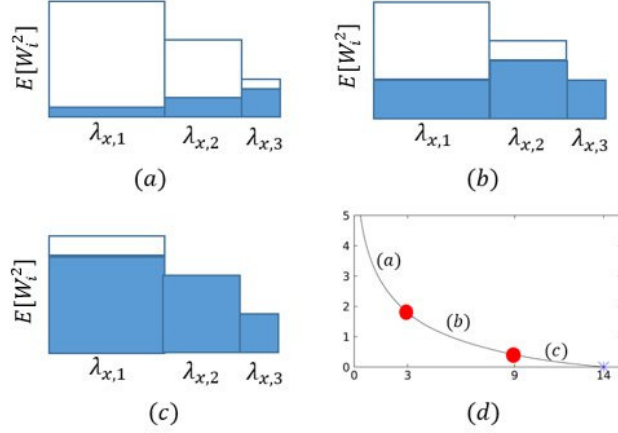 E[W_i^2]
λ_{x,1} λ_{x,2} λ_{x,3}
(a)
E[W_i^2]
λ_{x,1} λ_{x,2} λ_{x,3}
(b)
E[W_i^2]
λ_{x,1} λ_{x,2} λ_{x,3}
(c)
5
4
3
2
1
0
(a)
(b)
(c)
0 3 9 14
(d)